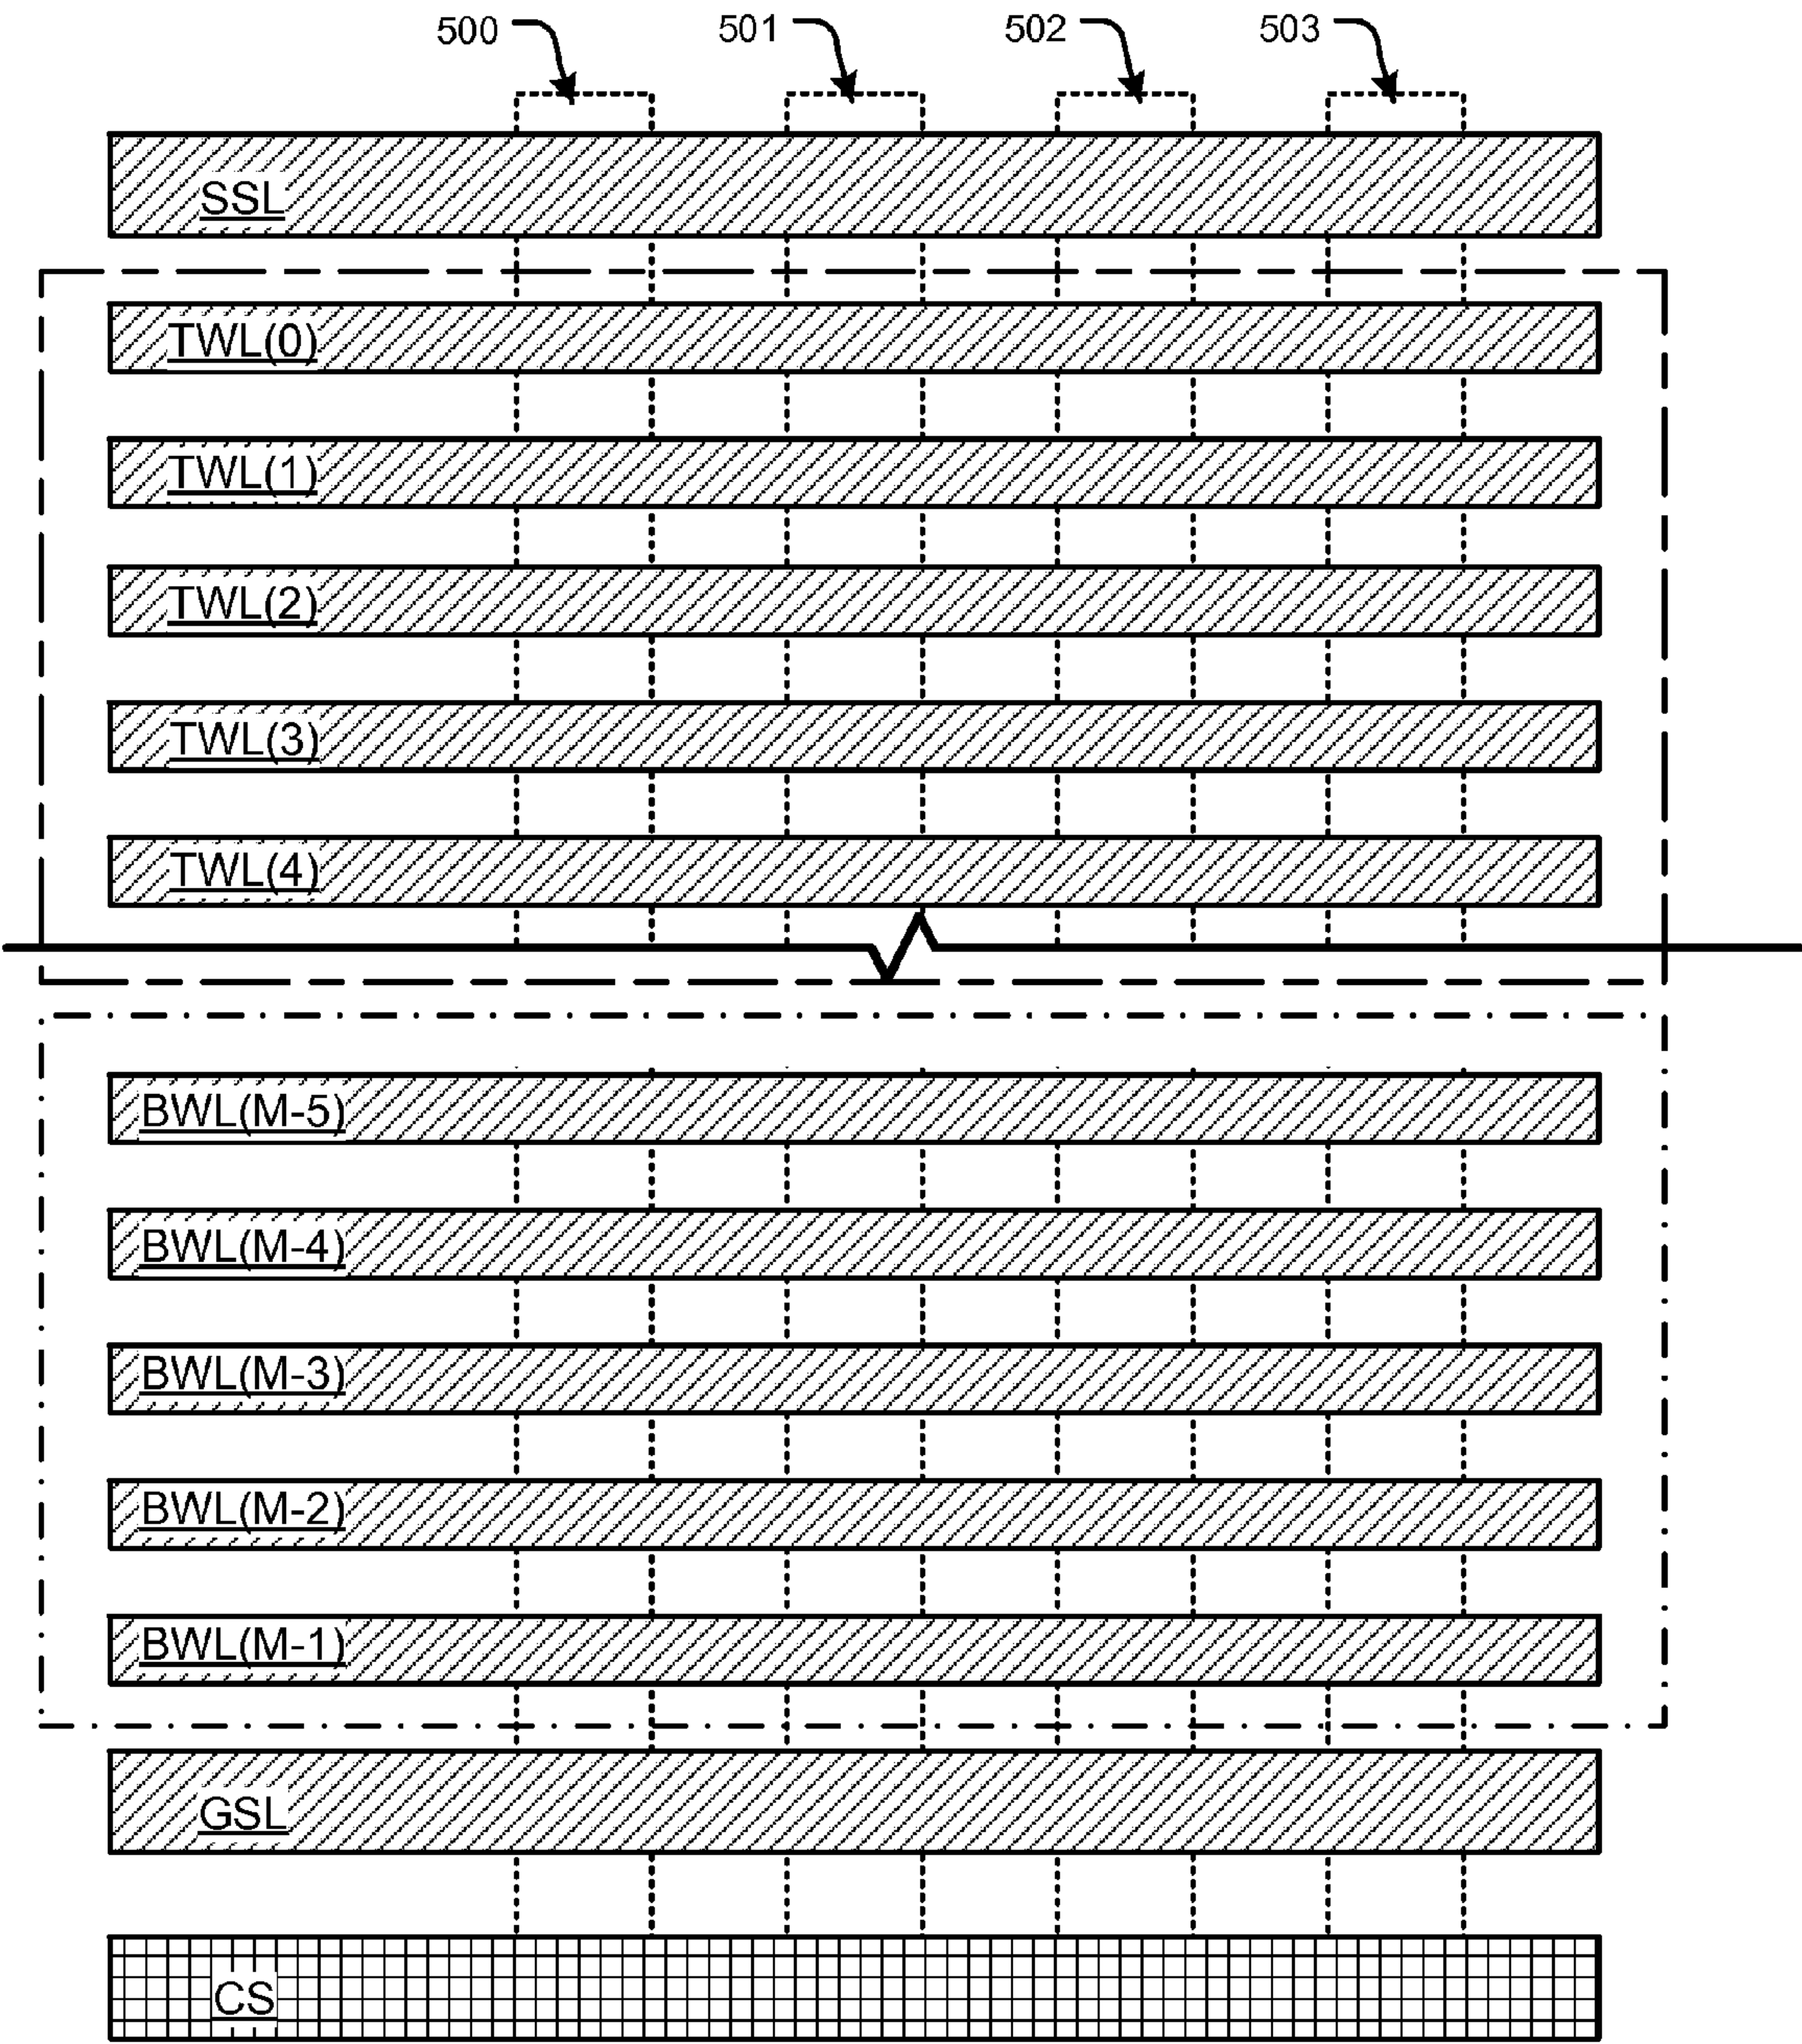 500 501 502 503
SSL
TWL(0)
TWL(1)
TWL(2)
TWL(3)
TWL(4)
BWL(M-5)
BWL(M-4)
BWL(M-3)
BWL(M-2)
BWL(M-1)
GSL
CS